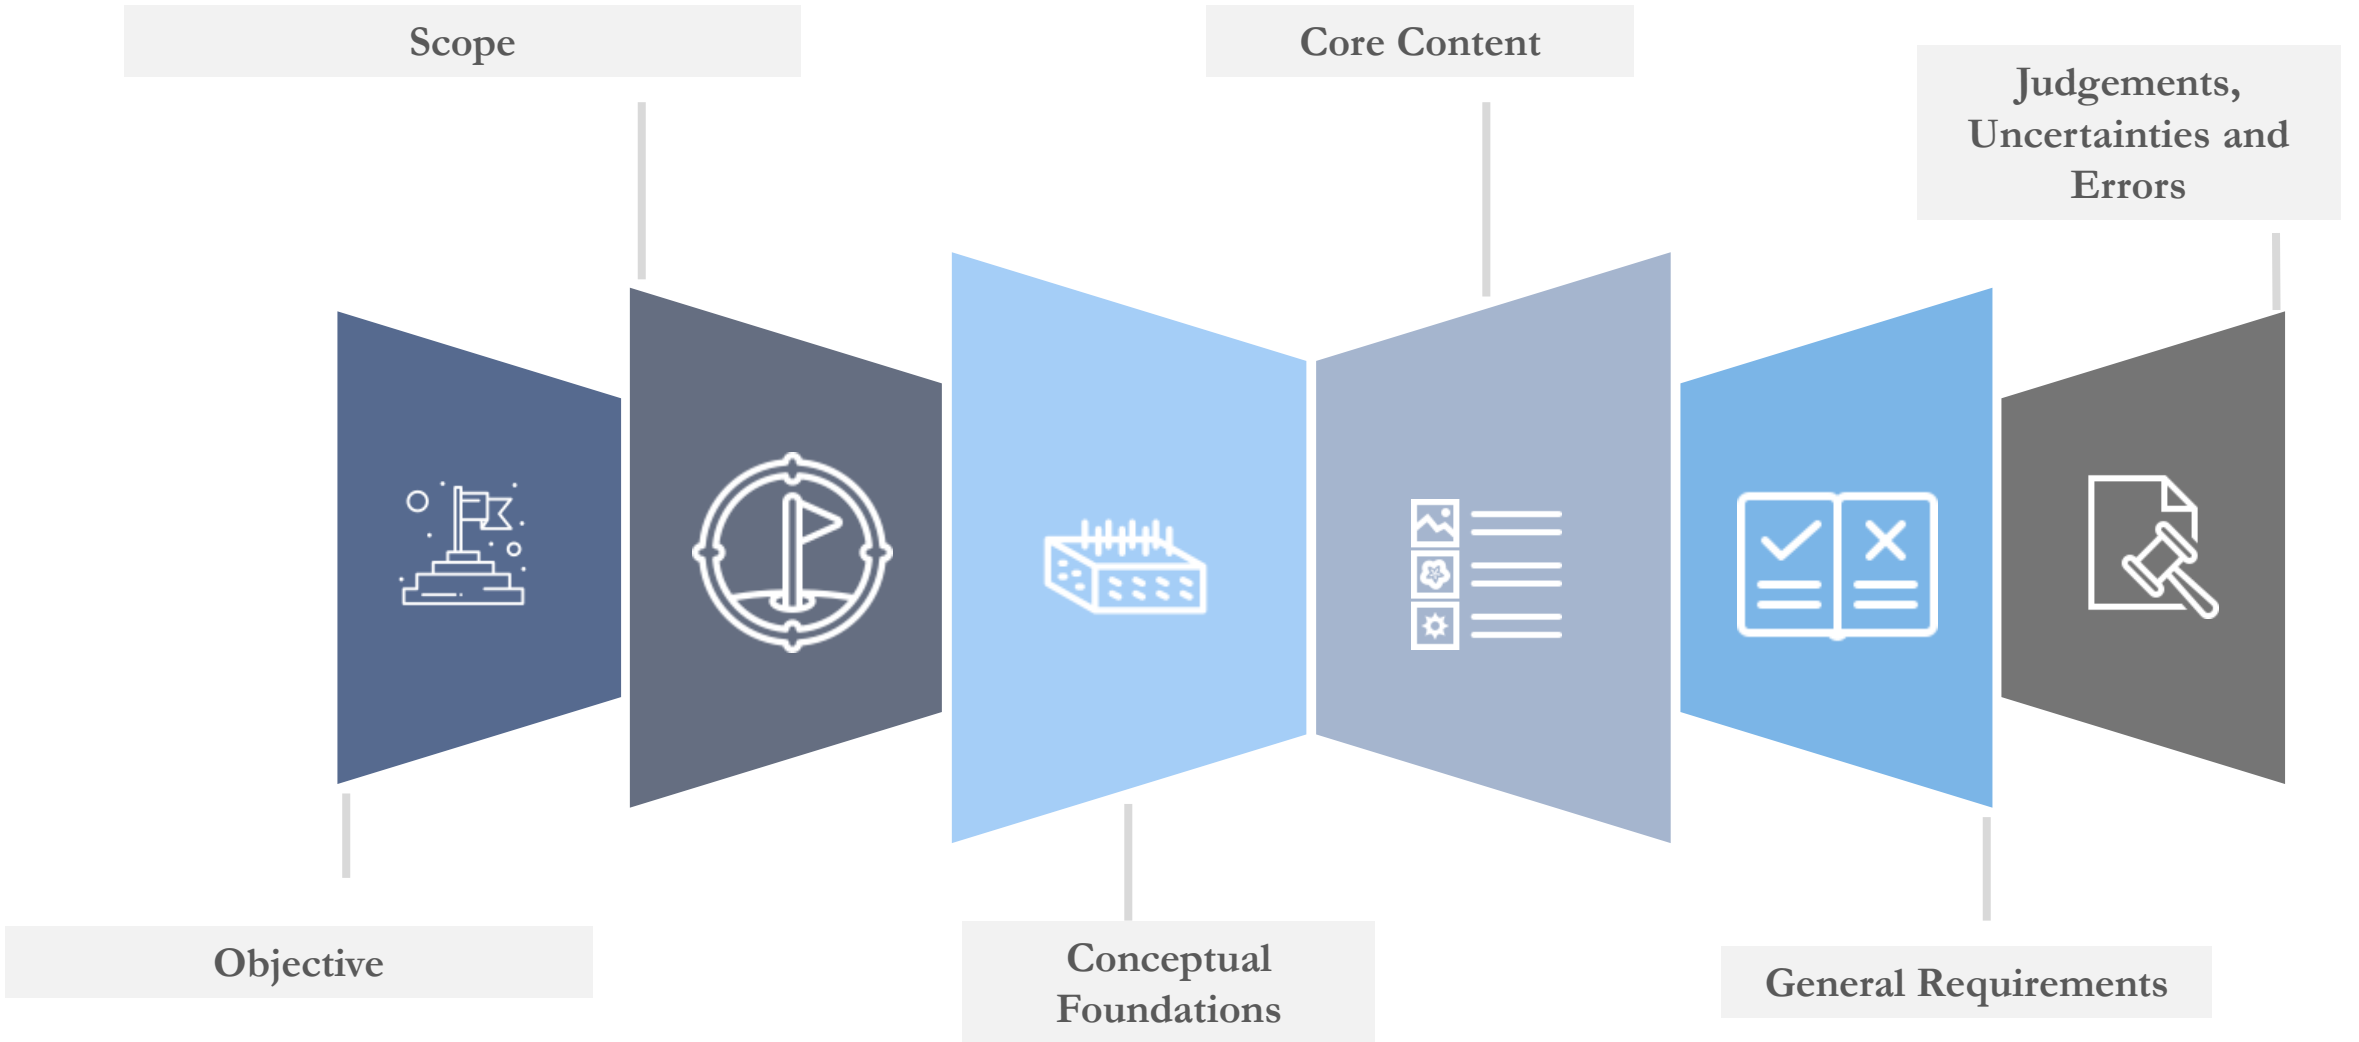 Scope
Core Content
Judgements,
Uncertainties and
Errors
Objective
Conceptual
Foundations
General Requirements